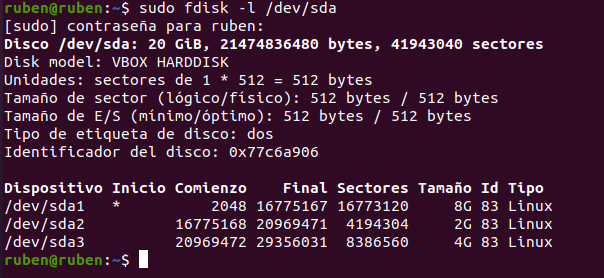 ruben@ruben:~$ sudo fdisk -l /dev/sda
[sudo] contraseña para ruben:
Disco /dev/sda: 20 GiB, 21474836480 bytes, 41943040 sectores
Disk model: VBOX HARDDISK
Unidades: sectores de 1 * 512 = 512 bytes
Tamaño de sector (lógico/físico): 512 bytes / 512 bytes
Tamaño de E/S (mínimo/óptimo): 512 bytes / 512 bytes
Tipo de etiqueta de disco: dos
Identificador del disco: 0x77c6a906

Dispositivo Inicio Comienzo    Final Sectores Tamaño Id Tipo
/dev/sda1   *          2048 16775167 16773120     8G 83 Linux
/dev/sda2          16775168 20969471  4194304     2G 83 Linux
/dev/sda3          20969472 29356031  8386560     4G 83 Linux
ruben@ruben:~$